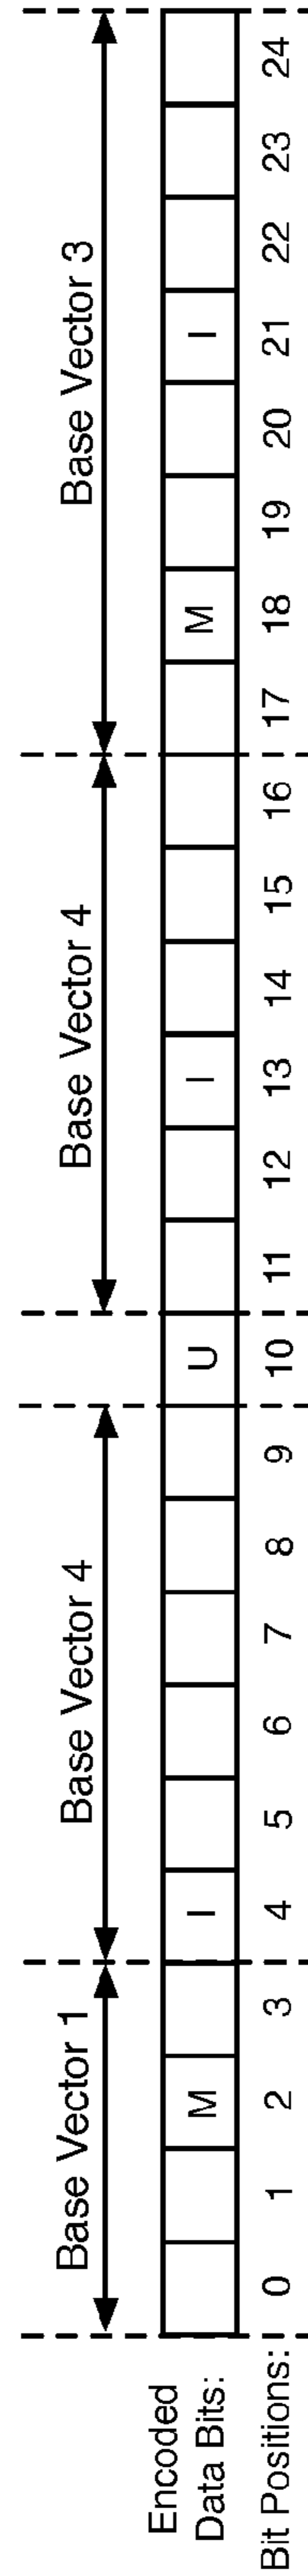 Base Vector 1 Base Vector 4 Base Vector 4 Base Vector 3
Encoded
Data Bits: M I U I M I
Bit Positions: 0 1 2 3 4 5 6 7 8 9 10 11 12 13 14 15 16 17 18 19 20 21 22 23 24